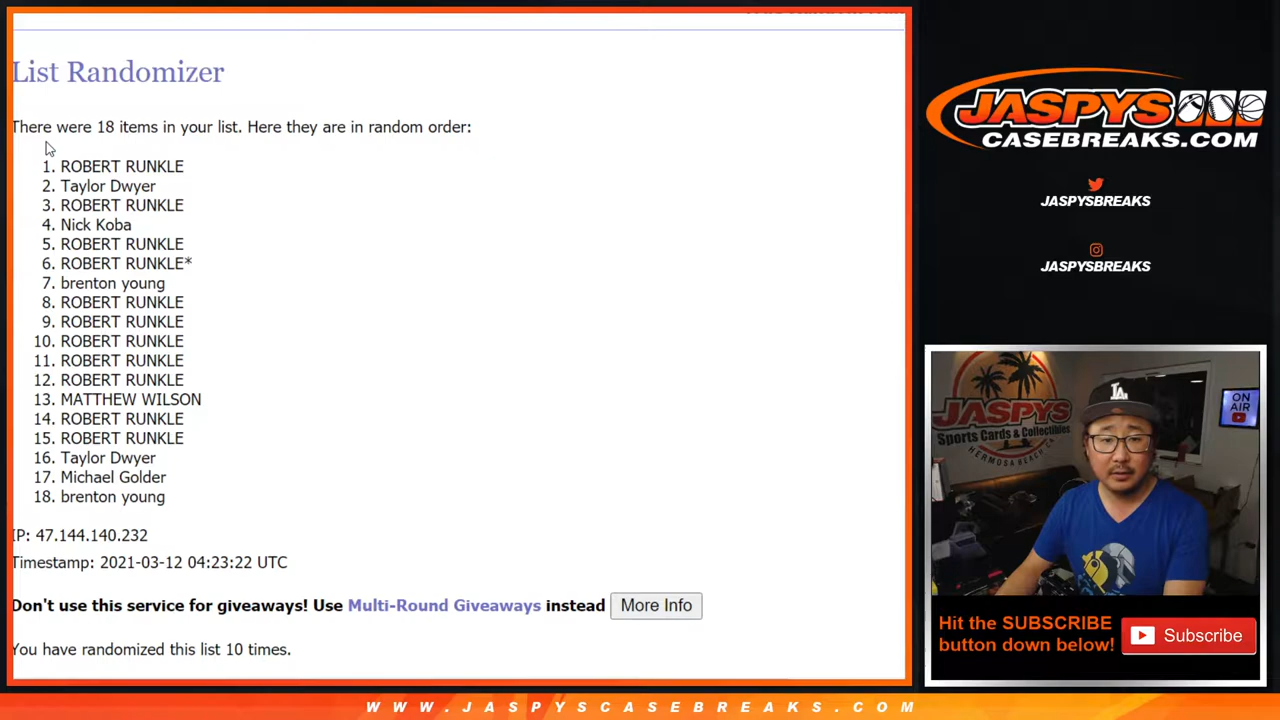 List Randomizer
There were 18 items in your list. Here they are in random order:
1. ROBERT RUNKLE
2. Taylor Dwyer
3. ROBERT RUNKLE
4. Nick Koba
5. ROBERT RUNKLE
6. ROBERT RUNKLE*
7. brenton young
8. ROBERT RUNKLE
9. ROBERT RUNKLE
10. ROBERT RUNKLE
11. ROBERT RUNKLE
12. ROBERT RUNKLE
13. MATTHEW WILSON
14. ROBERT RUNKLE
15. ROBERT RUNKLE
16. Taylor Dwyer
17. Michael Golder
18. brenton young
IP: 47.144.140.232
Timestamp: 2021-03-12 04:23:22 UTC
Don't use this service for giveaways! Use Multi-Round Giveaways instead More Info
You have randomized this list 10 times.
JASPYS
CASEBREAKS.COM
JASPYSBREAKS
JASPYSBREAKS
JASPYS
Sports Cards & Collectibles
HERMOSA BEACH, CA
LA
ON
AIR
Hit the SUBSCRIBE
button down below!
Subscribe
WWW.JASPYSCASEBREAKS.COM